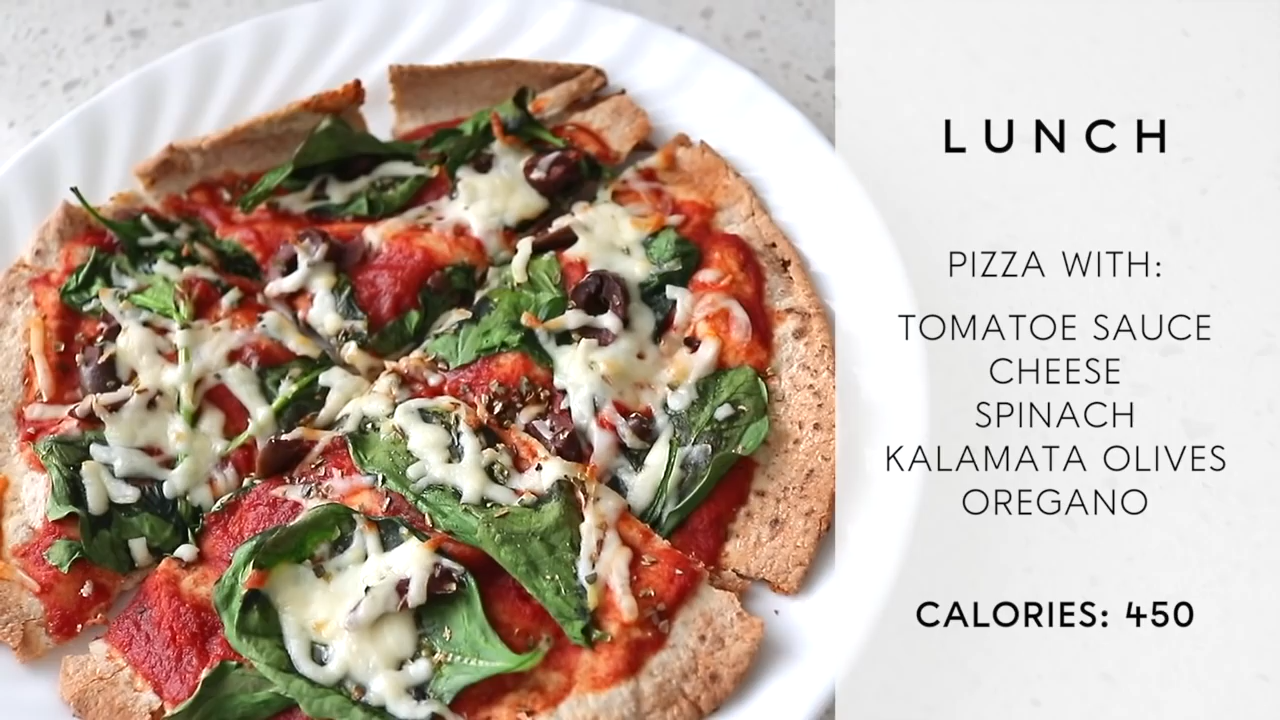 LUNCH
PIZZA WITH:
TOMATOE SAUCE
CHEESE
SPINACH
KALAMATA OLIVES
OREGANO
CALORIES: 450